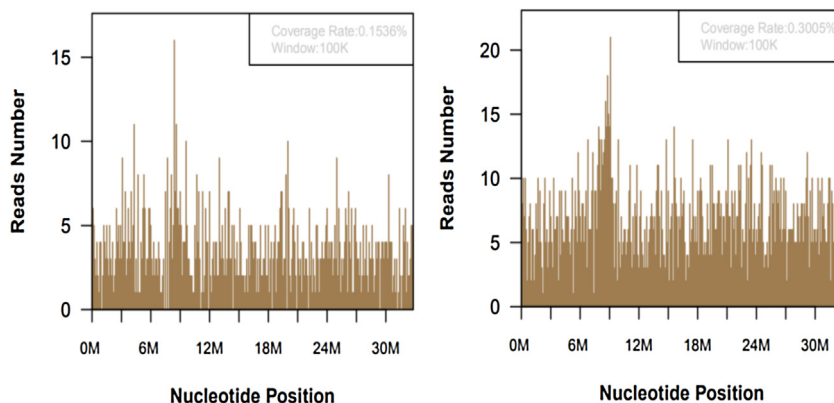 Coverage Rate:0.1536%
Window:100K
Reads Number
15
10
5
0
0M 6M 12M 18M 24M 30M
Nucleotide Position
Coverage Rate:0.3005%
Window:100K
Reads Number
20
15
10
5
0
0M 6M 12M 18M 24M 30M
Nucleotide Position